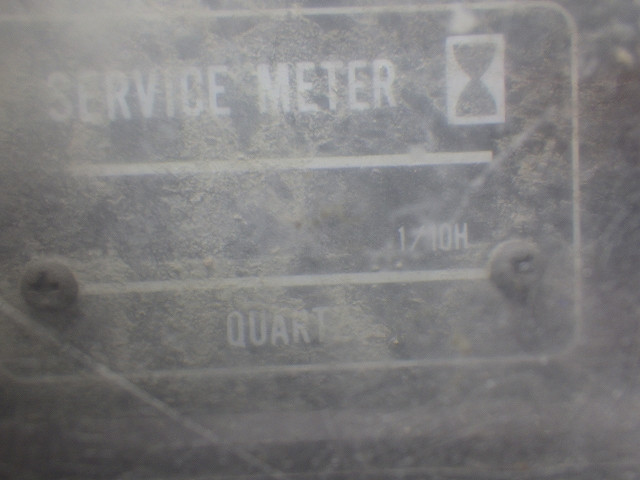 SERVICE METER
1/10H
QUART